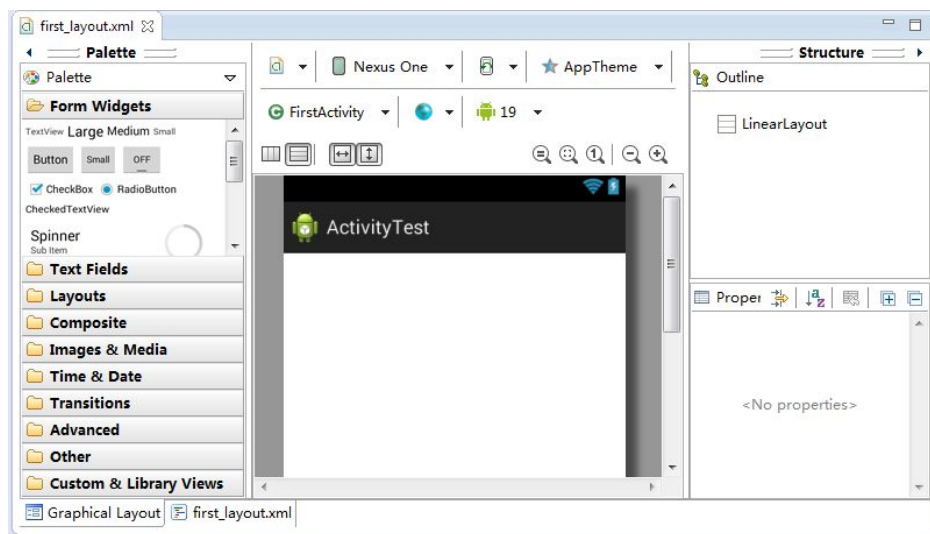 first_layout.xml
Palette
Palette
Form Widgets
TextView Large Medium Small
Button Small OFF
CheckBox RadioButton
CheckedTextView
Spinner
Sub Item
Text Fields
Layouts
Composite
Images & Media
Time & Date
Transitions
Advanced
Other
Custom & Library Views
Nexus One AppTheme
FirstActivity 19
ActivityTest
Structure
Outline
LinearLayout
Proper
<No properties>
Graphical Layout first_layout.xml